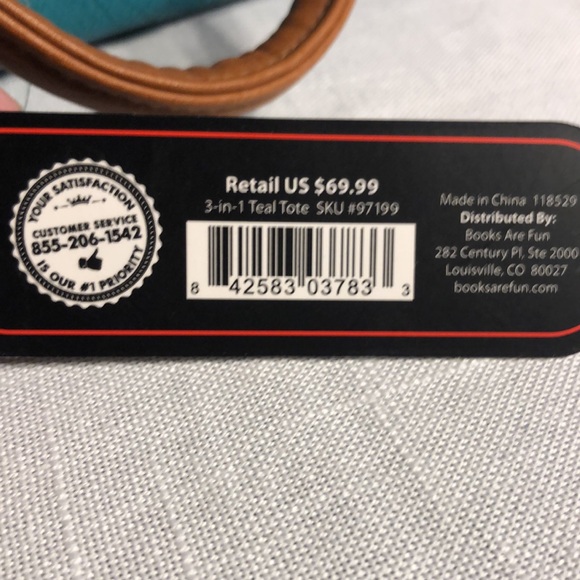 YOUR SATISFACTION
CUSTOMER SERVICE
855-206-1542
IS OUR #1 PRIORITY
Retail US $69.99
3-in-1 Teal Tote SKU #97199
8 42583 03783 3
Made in China 118529
Distributed By:
Books Are Fun
282 Century Pl, Ste 2000
Louisville, CO 80027
booksarefun.com